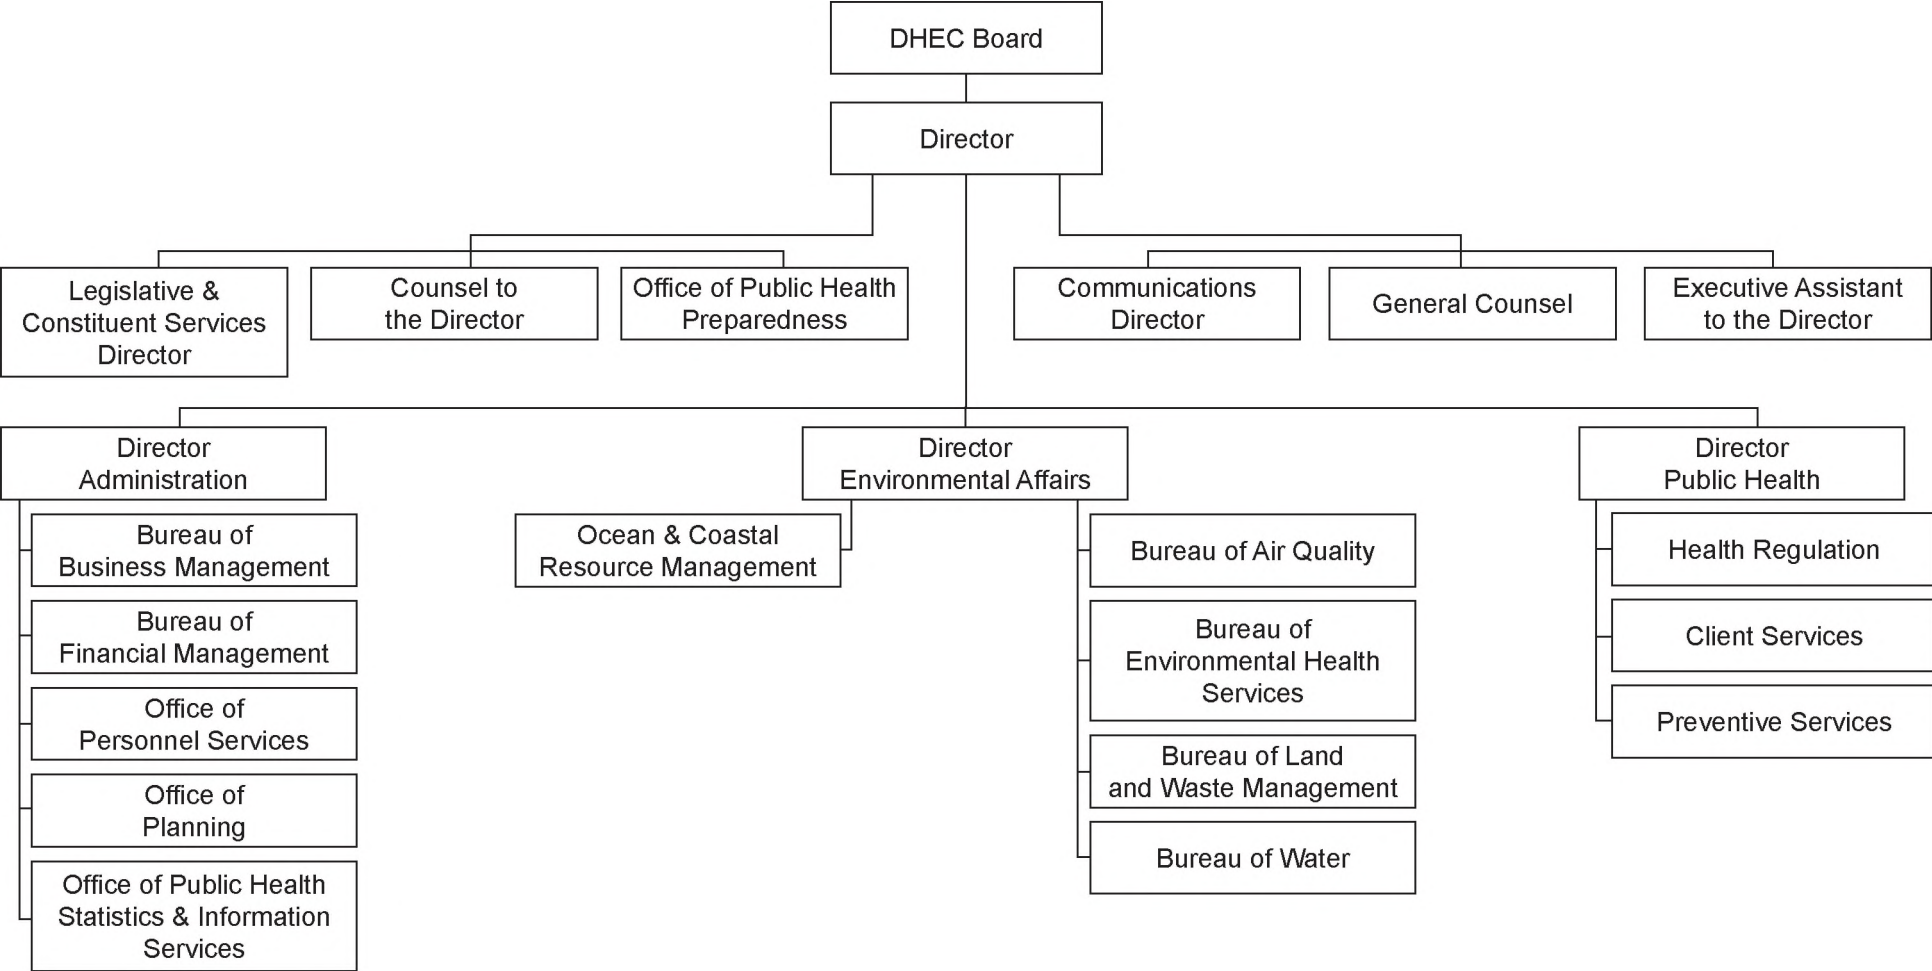 DHEC Board
Director
Legislative &
Constituent Services
Director
Counsel to
the Director
Office of Public Health
Preparedness
Communications
Director
General Counsel
Executive Assistant
to the Director
Director
Administration
Bureau of
Business Management
Bureau of
Financial Management
Office of
Personnel Services
Office of
Planning
Office of Public Health
Statistics & Information
Services
Director
Environmental Affairs
Ocean & Coastal
Resource Management
Bureau of Air Quality
Bureau of
Environmental Health
Services
Bureau of Land
and Waste Management
Bureau of Water
Director
Public Health
Health Regulation
Client Services
Preventive Services